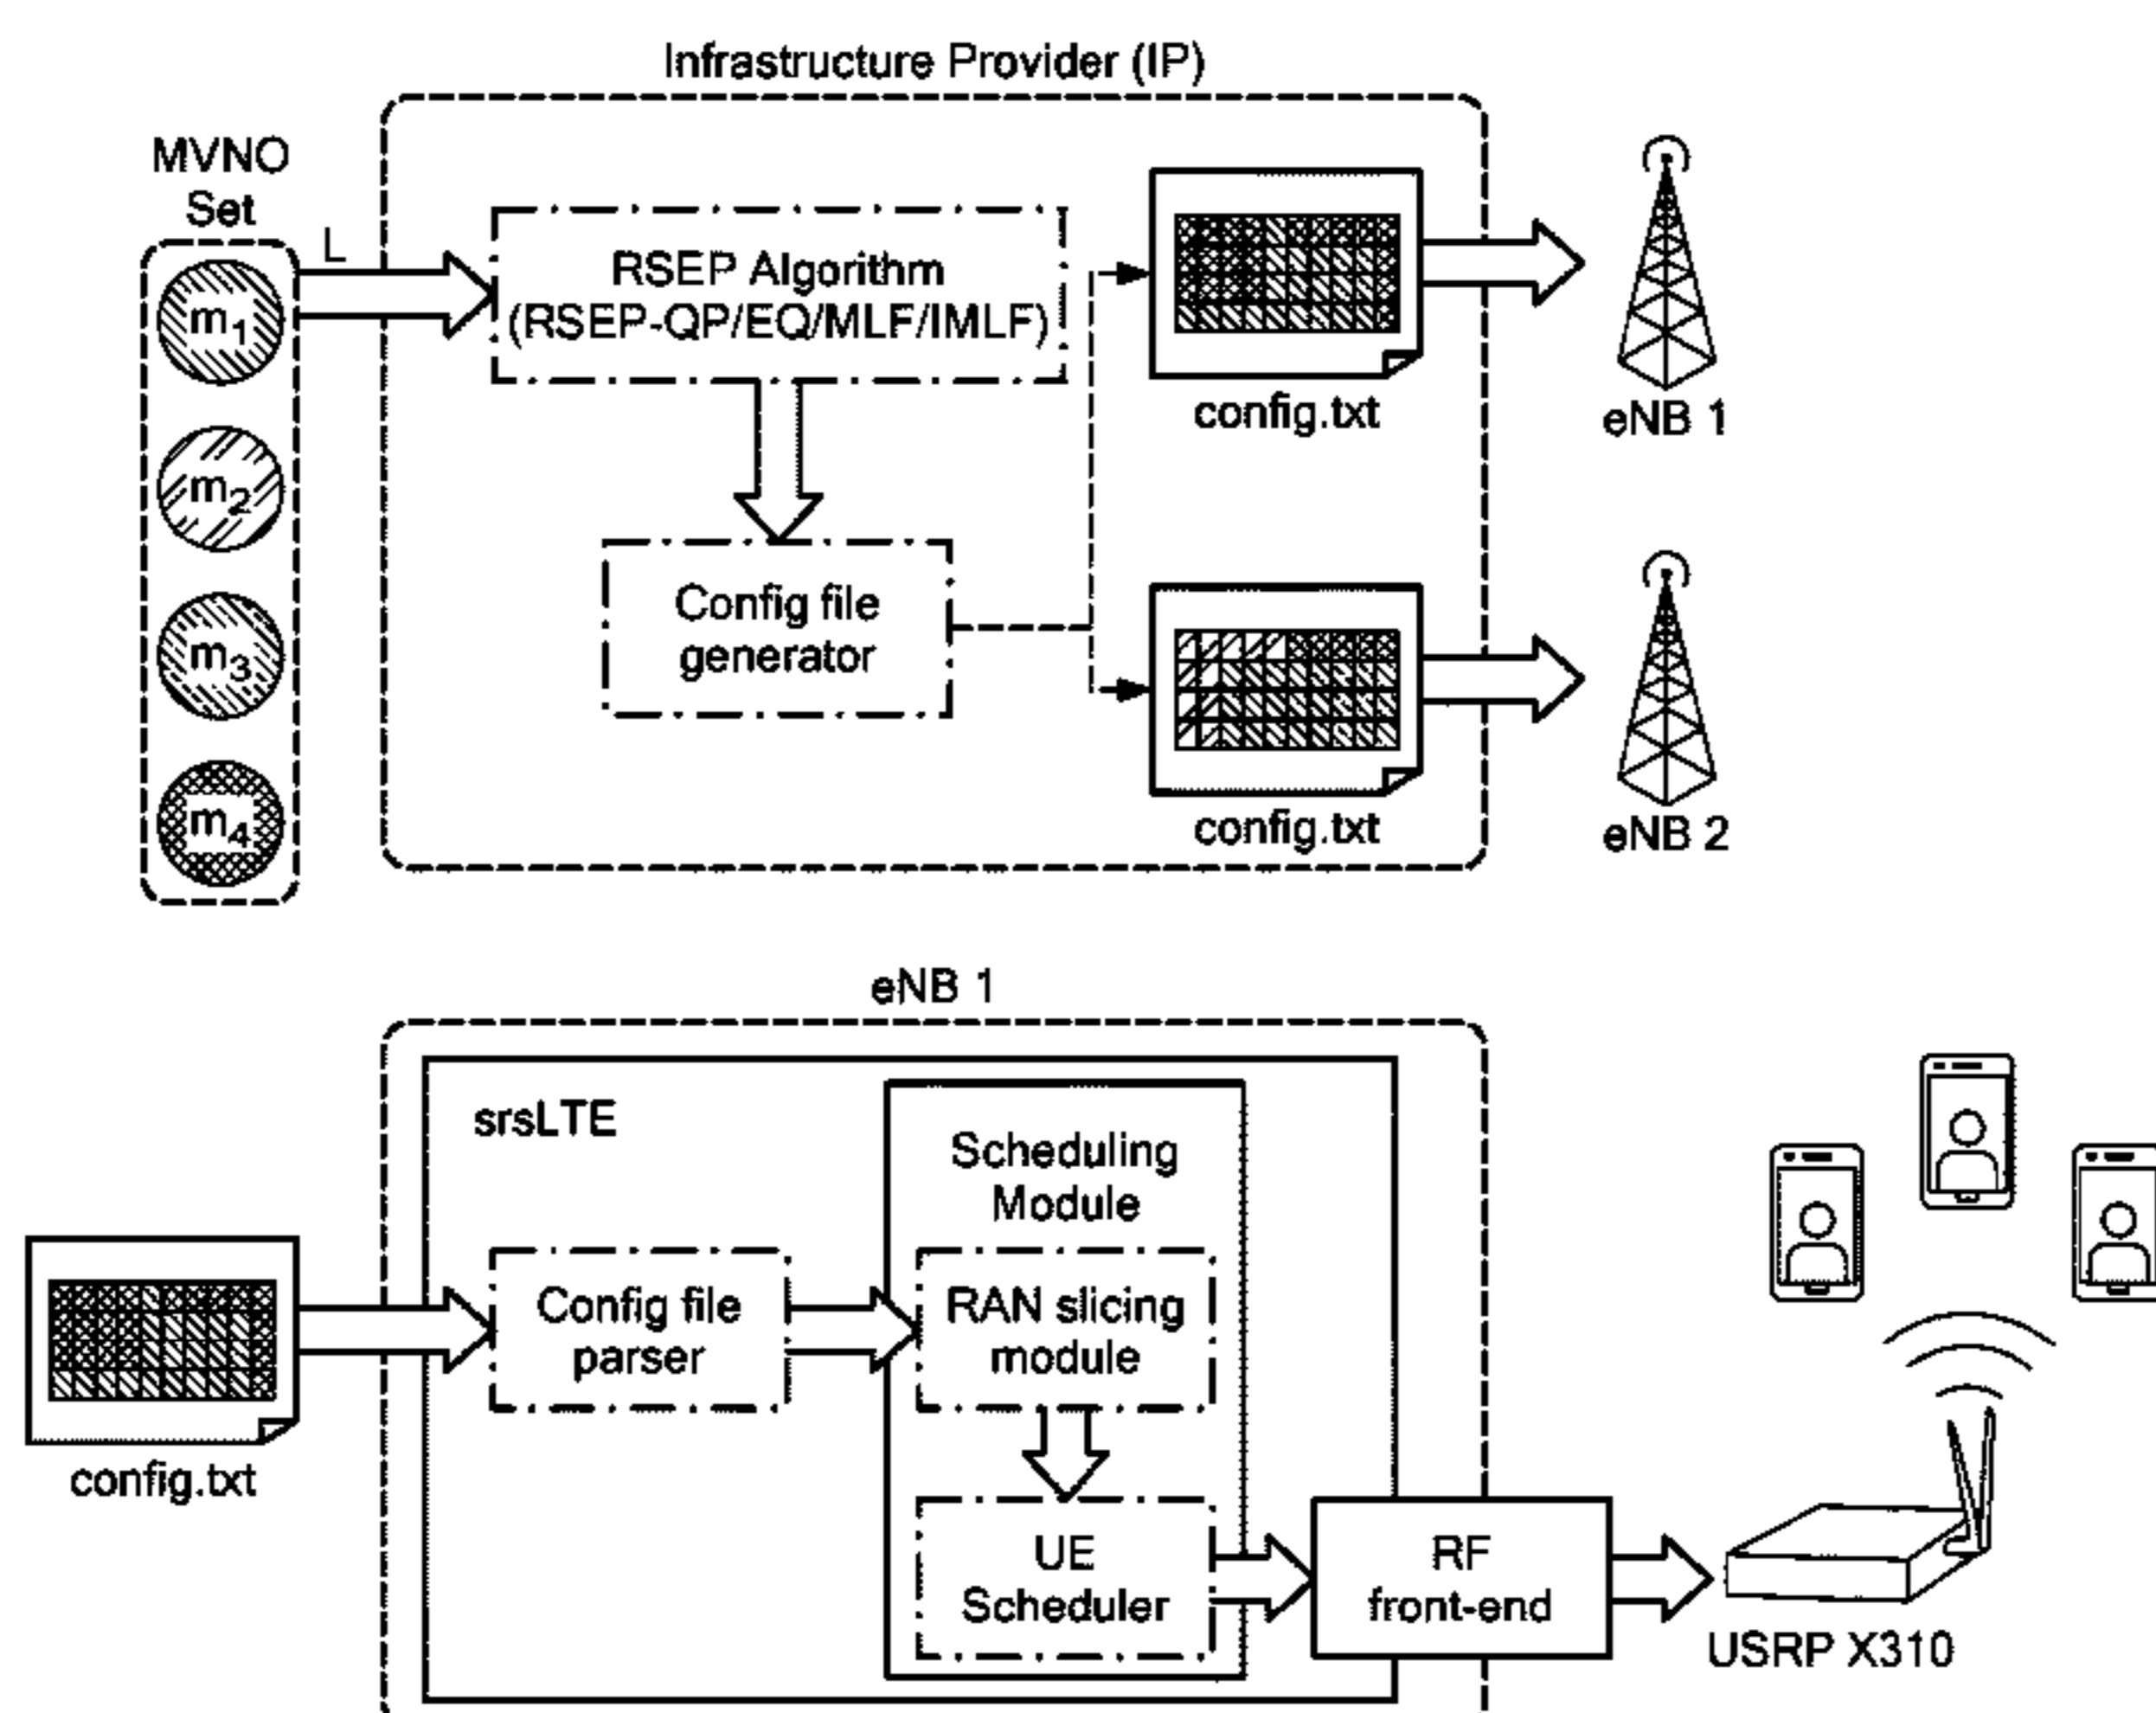 Infrastructure Provider (IP)
MVNO
Set
L
m1
m2
m3
m4
RSEP Algorithm
(RSEP-QP/EQ/MLF/IMLF)
Config file
generator
config.txt
eNB 1
config.txt
eNB 2
eNB 1
srsLTE
Scheduling
Module
Config file
parser
RAN slicing
module
config.txt
UE
Scheduler
RF
front-end
USRP X310